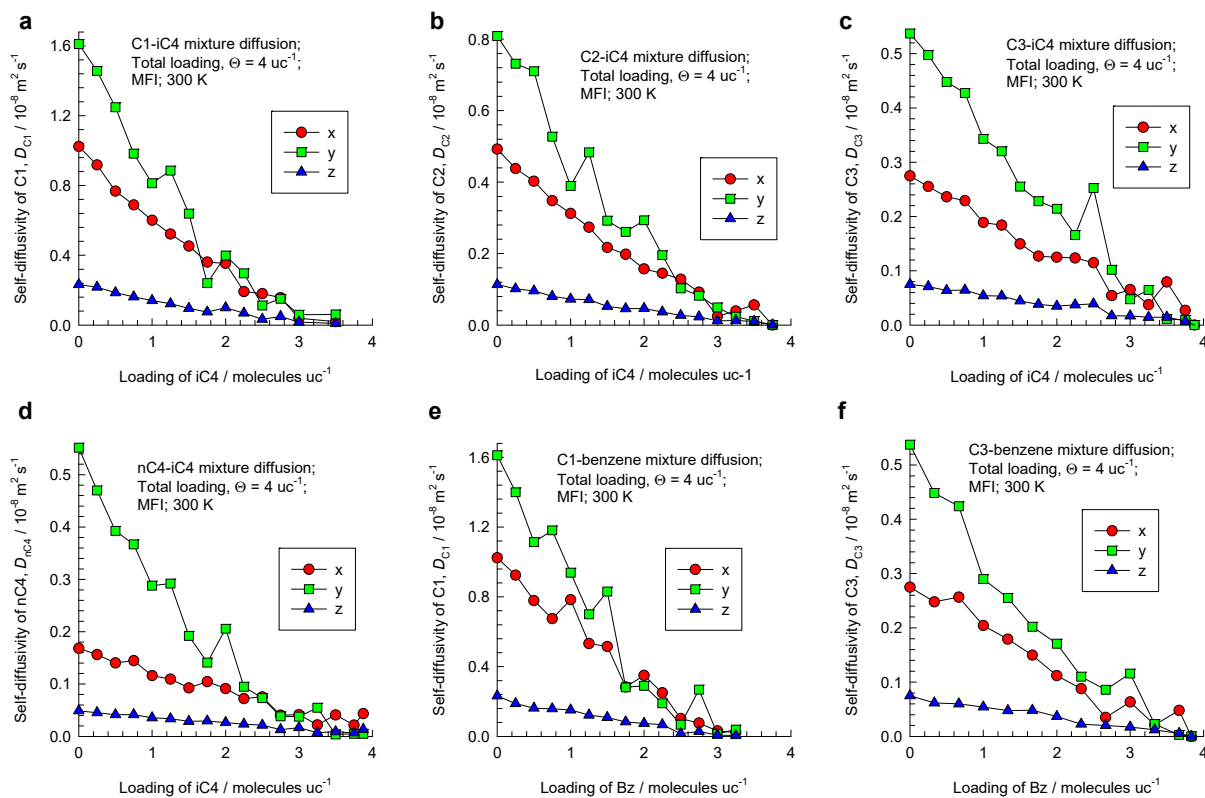 a
C1-iC4 mixture diffusion;
Total loading, Θ = 4 uc⁻¹;
MFI; 300 K
x
y
z
1.6
1.2
0.8
0.4
0.0
0 1 2 3 4
Self-diffusivity of C1, D_C1 / 10⁻⁸ m² s⁻¹
Loading of iC4 / molecules uc⁻¹
b
C2-iC4 mixture diffusion;
Total loading, Θ = 4 uc⁻¹;
MFI; 300 K
x
y
z
0.8
0.6
0.4
0.2
0.0
0 1 2 3 4
Self-diffusivity of C2, D_C2 / 10⁻⁸ m² s⁻¹
Loading of iC4 / molecules uc-1
c
C3-iC4 mixture diffusion;
Total loading, Θ = 4 uc⁻¹;
MFI; 300 K
x
y
z
0.5
0.4
0.3
0.2
0.1
0.0
0 1 2 3 4
Self-diffusivity of C3, D_C3 / 10⁻⁸ m² s⁻¹
Loading of iC4 / molecules uc⁻¹
d
nC4-iC4 mixture diffusion;
Total loading, Θ = 4 uc⁻¹;
MFI; 300 K
x
y
z
0.5
0.4
0.3
0.2
0.1
0.0
0 1 2 3 4
Self-diffusivity of nC4, D_nC4 / 10⁻⁸ m² s⁻¹
Loading of iC4 / molecules uc⁻¹
e
C1-benzene mixture diffusion;
Total loading, Θ = 4 uc⁻¹;
MFI; 300 K
x
y
z
1.6
1.2
0.8
0.4
0.0
0 1 2 3 4
Self-diffusivity of C1, D_C1 / 10⁻⁸ m² s⁻¹
Loading of Bz / molecules uc⁻¹
f
C3-benzene mixture diffusion;
Total loading, Θ = 4 uc⁻¹;
MFI; 300 K
x
y
z
0.5
0.4
0.3
0.2
0.1
0.0
0 1 2 3 4
Self-diffusivity of C3, D_C3 / 10⁻⁸ m² s⁻¹
Loading of Bz / molecules uc⁻¹